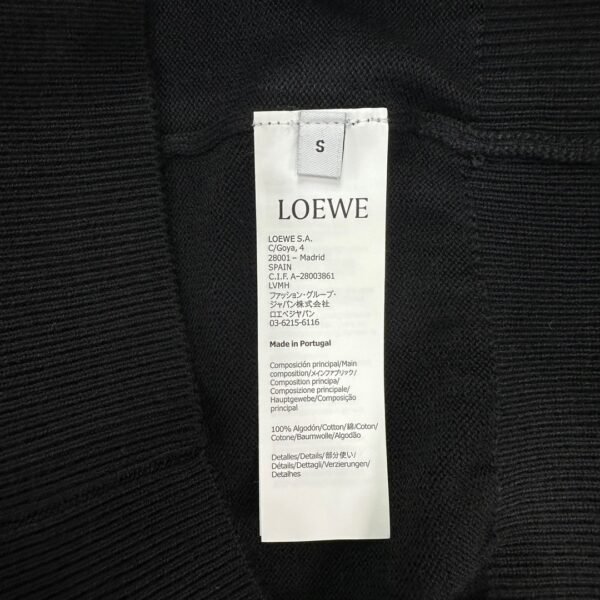 S
LOEWE
LOEWE S.A.
C/Goya, 4
28001 – Madrid
SPAIN
C.I.F. A–28003861
LVMH
ファッション・グループ・
ジャパン株式会社
ロエベジャパン
03-6215-6116
Made in Portugal
Composición principal/Main
composition/メインファブリック/
Composition principa/
Composizione principale/
Hauptgewebe/Composição
principal
100% Algodón/Cotton/綿/Coton/
Cotone/Baumwolle/Algodão
Detalles/Details/部分使い/
Détails/Dettagli/Verzierungen/
Detalhes